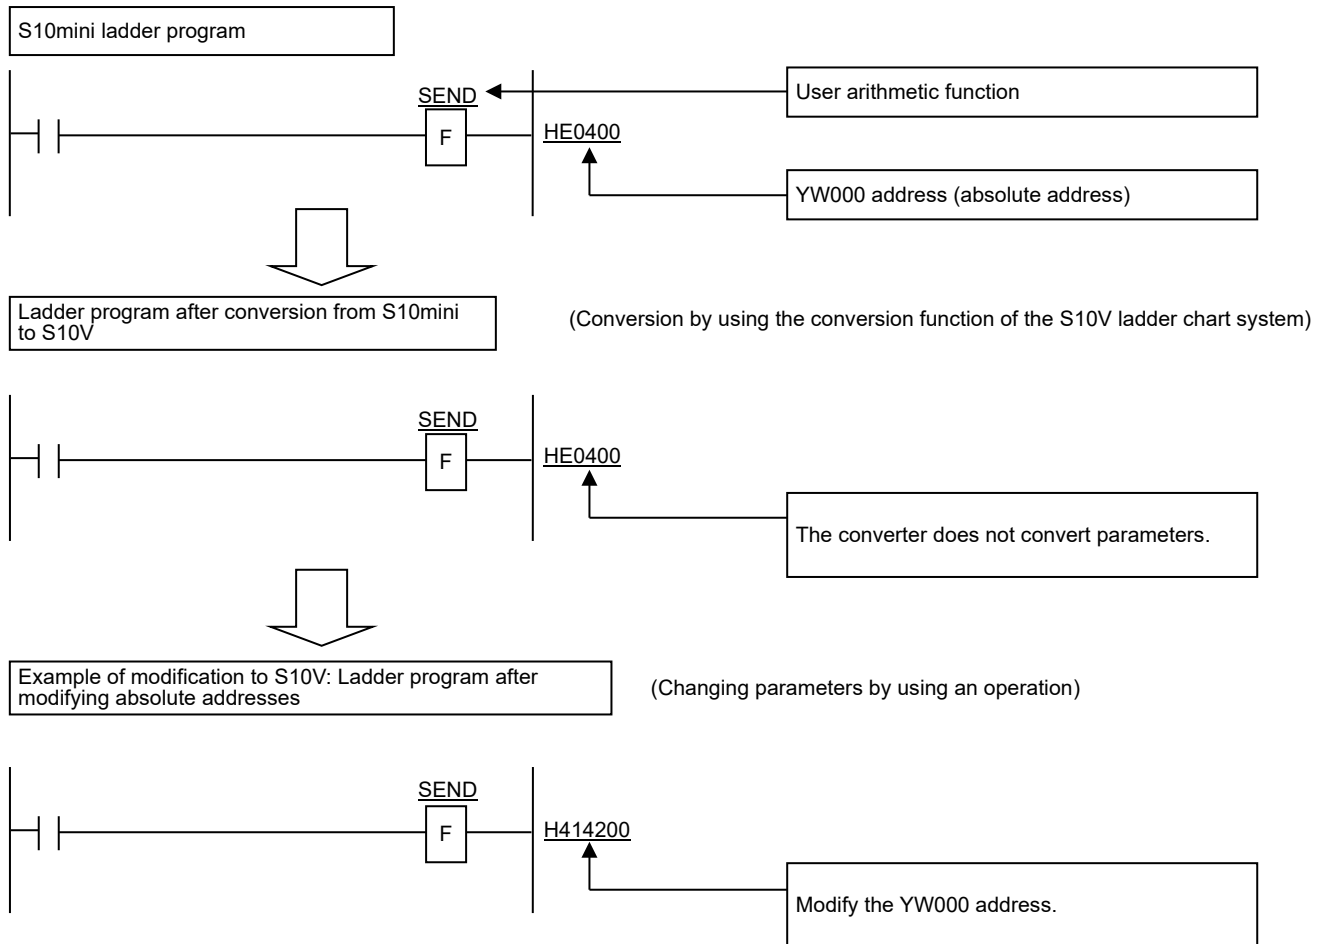 S10mini ladder program
SEND
User arithmetic function
F
HE0400
YW000 address (absolute address)
Ladder program after conversion from S10mini
to S10V
(Conversion by using the conversion function of the S10V ladder chart system)
SEND
F
HE0400
The converter does not convert parameters.
Example of modification to S10V: Ladder program after
modifying absolute addresses
(Changing parameters by using an operation)
SEND
F
H414200
Modify the YW000 address.